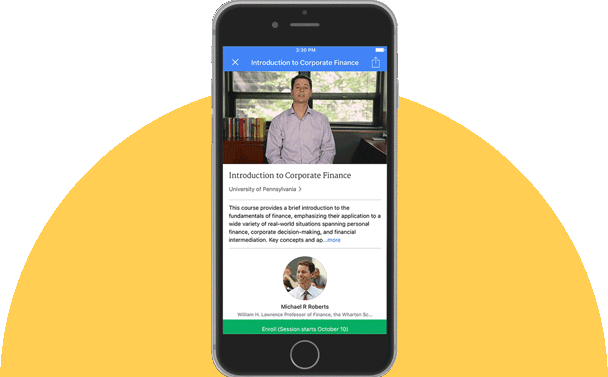 3:36 PM
Introduction to Corporate Finance
Introduction to Corporate Finance
University of Pennsylvania >
This course provides a brief introduction to the
fundamentals of finance, emphasizing their application to a
wide variety of real-world situations spanning personal
finance, corporate decision-making, and financial
intermediation. Key concepts and ap...more
Michael R Roberts
William H. Lawrence Professor of Finance, the Wharton Sc...
Enroll (Session starts October 10)